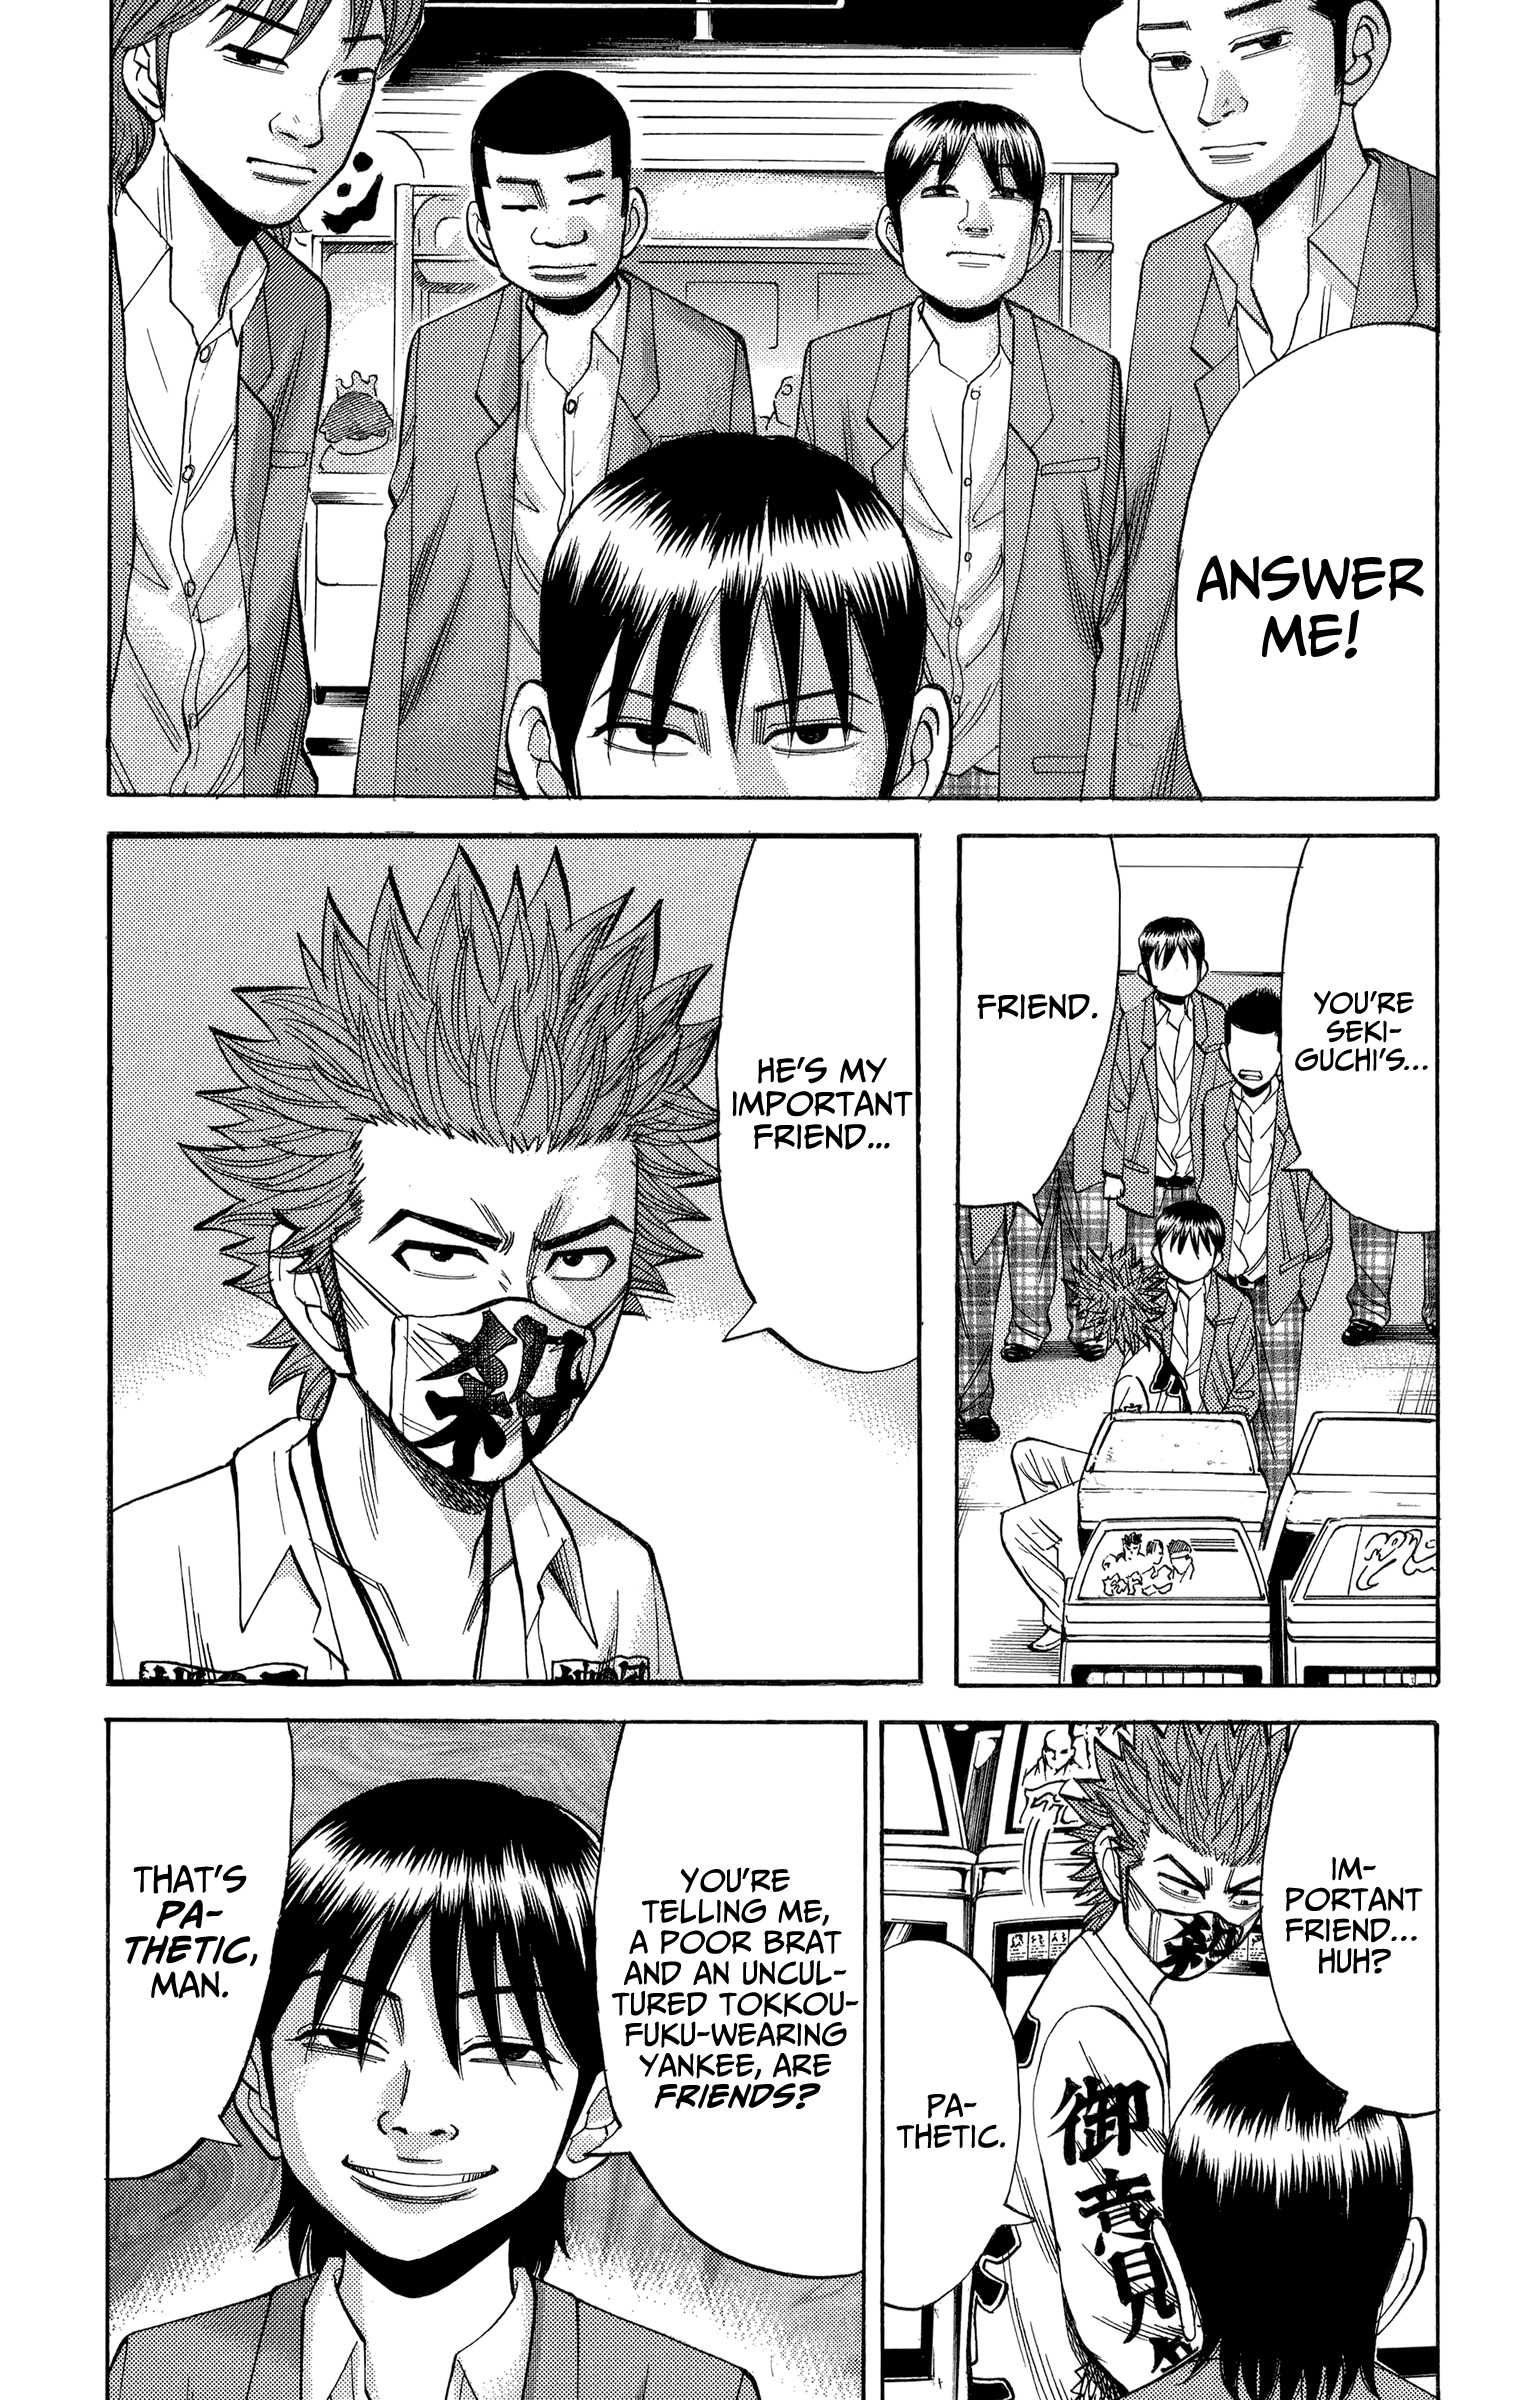 ANSWER
ME!
YOU'RE
SEKI-
GUCHI'S...
FRIEND.
HE'S MY
IMPORTANT
FRIEND...
殺
IM-
PORTANT
FRIEND...
HUH?
PA-
THETIC.
御
意
見
YOU'RE
TELLING ME,
A POOR BRAT
AND AN UNCUL-
TURED TOKKOU-
FUKU-WEARING
YANKEE, ARE
FRIENDS?
THAT'S
PA-
THETIC,
MAN.